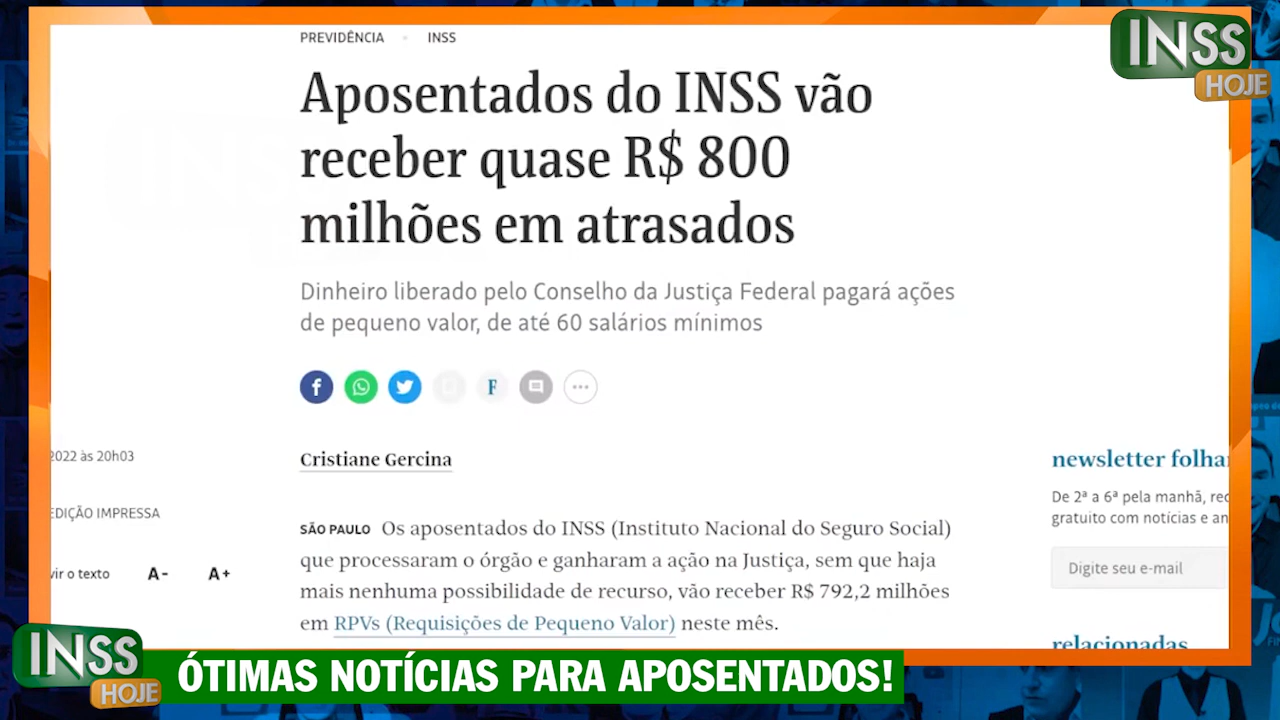 PREVIDÊNCIA • INSS
INSS
HOJE
Aposentados do INSS vão
receber quase R$ 800
milhões em atrasados
Dinheiro liberado pelo Conselho da Justiça Federal pagará ações
de pequeno valor, de até 60 salários mínimos
F
Cristiane Gercina
2022 às 20h03
EDIÇÃO IMPRESSA
vir o texto A- A+
SÃO PAULO Os aposentados do INSS (Instituto Nacional do Seguro Social)
que processaram o órgão e ganharam a ação na Justiça, sem que haja
mais nenhuma possibilidade de recurso, vão receber R$ 792,2 milhões
em RPVs (Requisições de Pequeno Valor) neste mês.
newsletter folha
De 2ª a 6ª pela manhã, rec
gratuito com notícias e an
Digite seu e-mail
relacionadas
INSS
HOJE
ÓTIMAS NOTÍCIAS PARA APOSENTADOS!